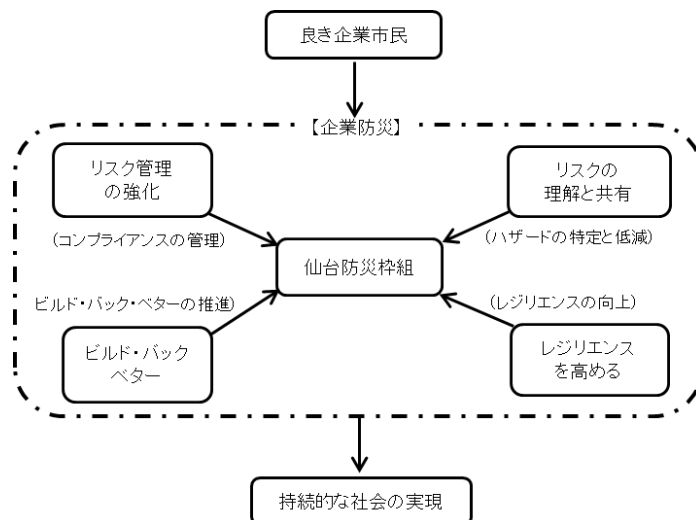 良き企業市民
【企業防災】
リスク管理
の強化
リスクの
理解と共有
(コンプライアンスの管理)
(ハザードの特定と低減)
仙台防災枠組
ビルド・バック・ベターの推進)
(レジリエンスの向上)
ビルド・バック
ベター
レジリエンス
を高める
持続的な社会の実現